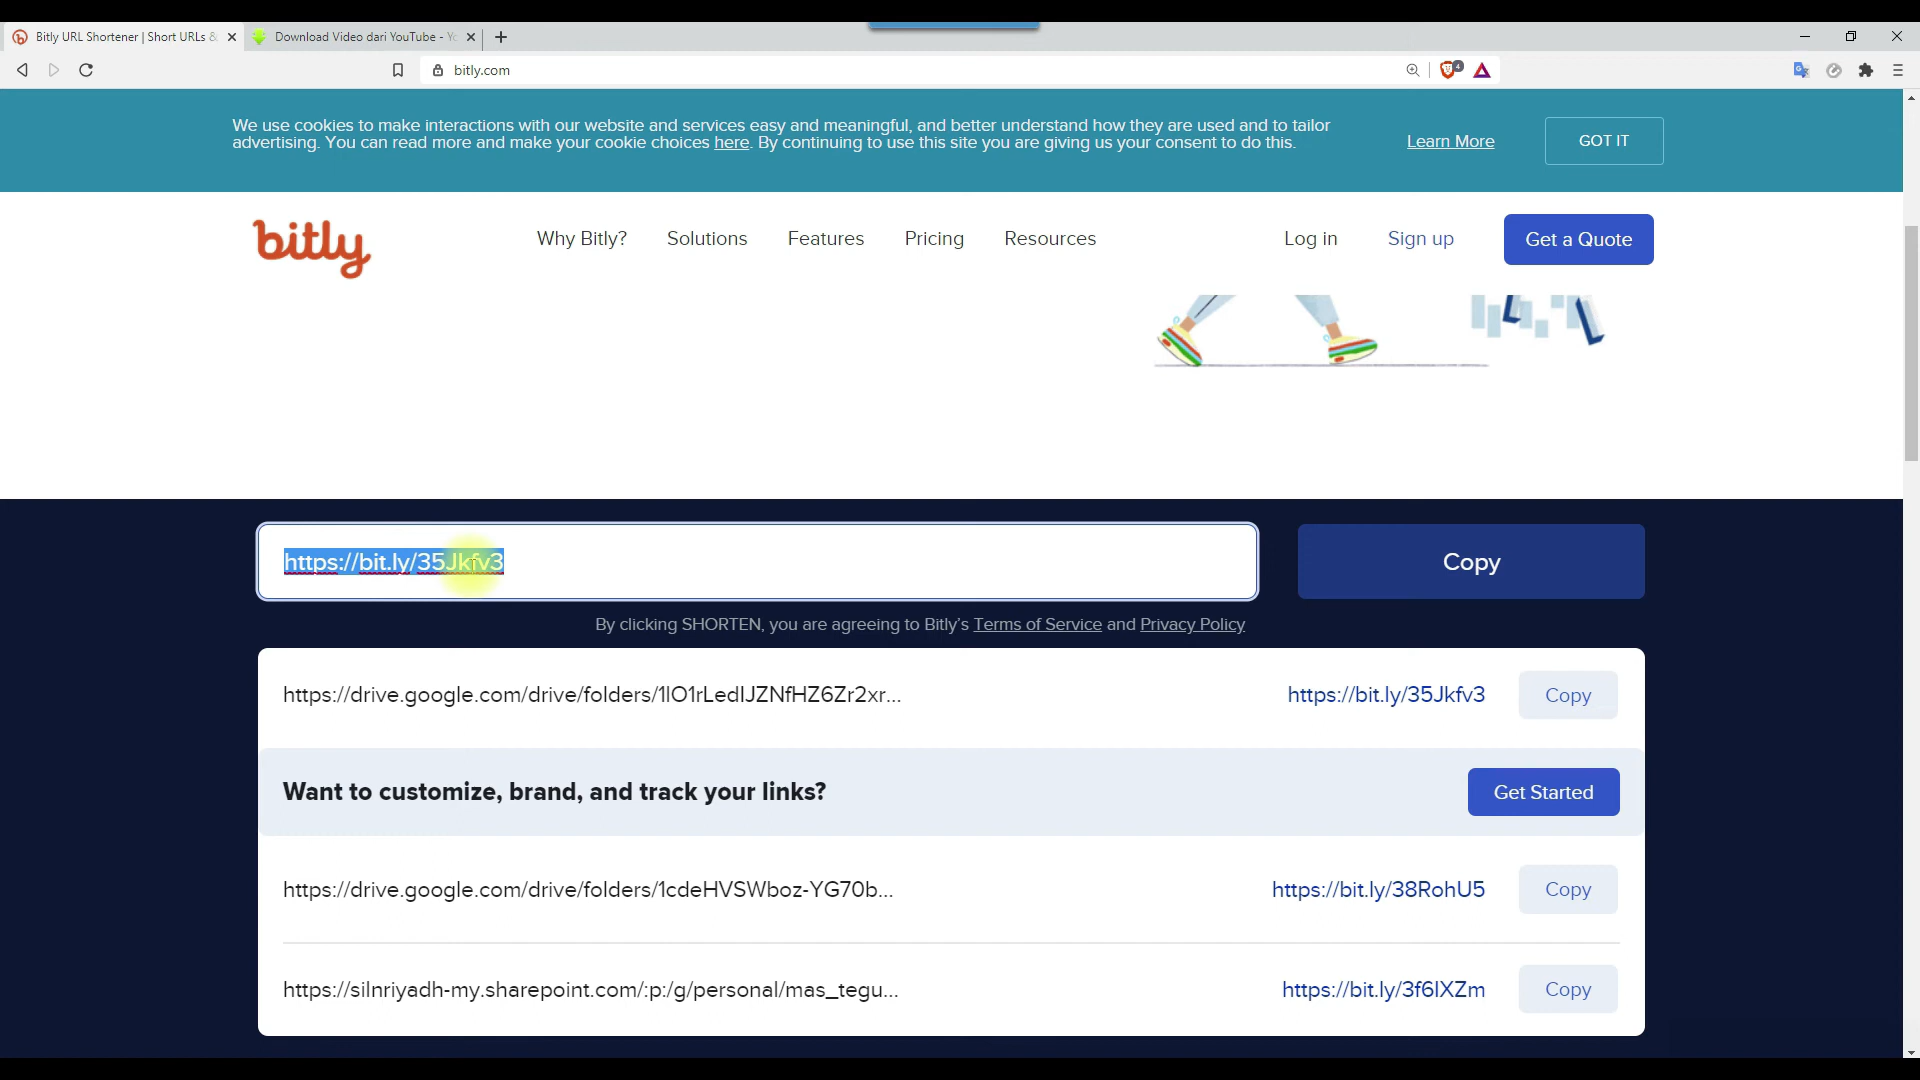 Bitly URL Shortener | Short URLs &
Download Video dari YouTube - Yo
bitly.com
4
We use cookies to make interactions with our website and services easy and meaningful, and better understand how they are used and to tailor
advertising. You can read more and make your cookie choices here. By continuing to use this site you are giving us your consent to do this.
Learn More
GOT IT
bitly
Why Bitly? Solutions Features Pricing Resources
Log in Sign up Get a Quote
https://bit.ly/35Jkfv3
Copy
By clicking SHORTEN, you are agreeing to Bitly's Terms of Service and Privacy Policy
https://drive.google.com/drive/folders/1lO1rLedIJZNfHZ6Zr2xr... https://bit.ly/35Jkfv3 Copy
Want to customize, brand, and track your links? Get Started
https://drive.google.com/drive/folders/1cdeHVSWboz-YG70b... https://bit.ly/38RohU5 Copy
https://silnriyadh-my.sharepoint.com/:p:/g/personal/mas_tegu... https://bit.ly/3f6IXZm Copy